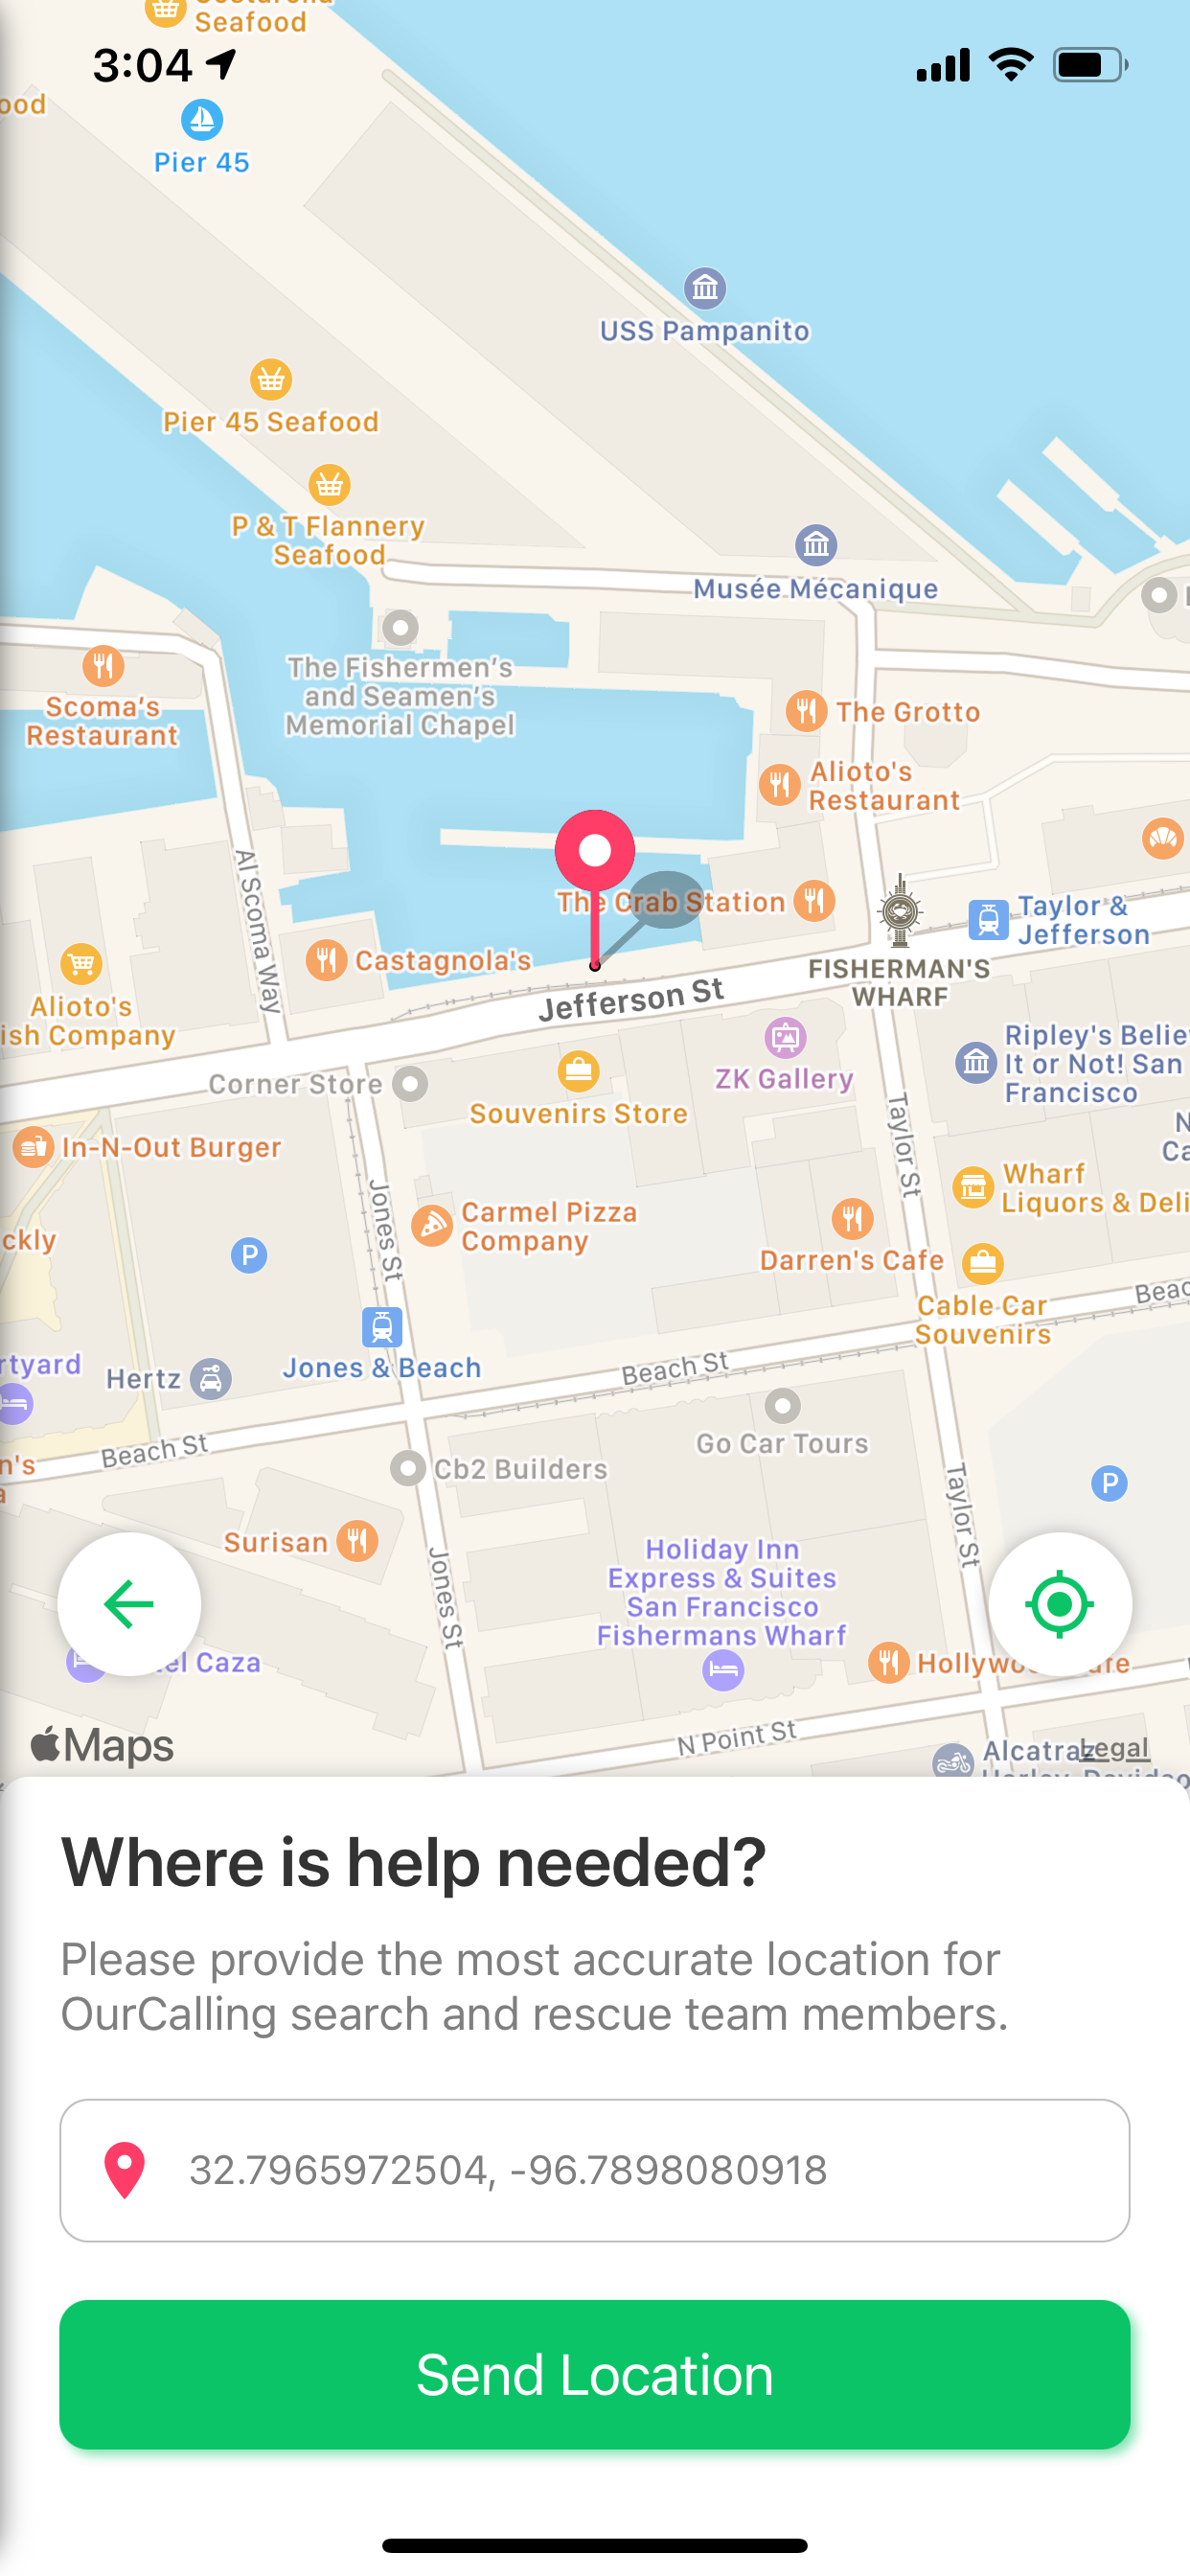 Seafood
3:04
ood
Pier 45
USS Pampanito
Pier 45 Seafood
P & T Flannery
Seafood
Musée Mécanique
The Fishermen's
and Seamen's
Memorial Chapel
Scoma's
Restaurant
The Grotto
Alioto's
Restaurant
Al Scoma Way
The Crab Station
Taylor &
Jefferson
Castagnola's
FISHERMAN'S
WHARF
Jefferson St
Alioto's
ish Company
Ripley's Belie
It or Not! San
Francisco
Corner Store
ZK Gallery
Souvenirs Store
Taylor St
N
Ca
In-N-Out Burger
Jones St
Wharf
Liquors & Deli
Carmel Pizza
Company
ckly
P
Darren's Cafe
Beac
Cable Car
Souvenirs
rtyard
Hertz
Jones & Beach
Beach St
Beach St
Go Car Tours
n's
a
Cb2 Builders
P
Taylor St
Surisan
Jones St
Holiday Inn
Express & Suites
San Francisco
Fishermans Wharf
el Caza
Hollywo
afe
Maps
N Point St
Alcatraz
Legal
Where is help needed?
Please provide the most accurate location for
OurCalling search and rescue team members.
32.7965972504, -96.7898080918
Send Location